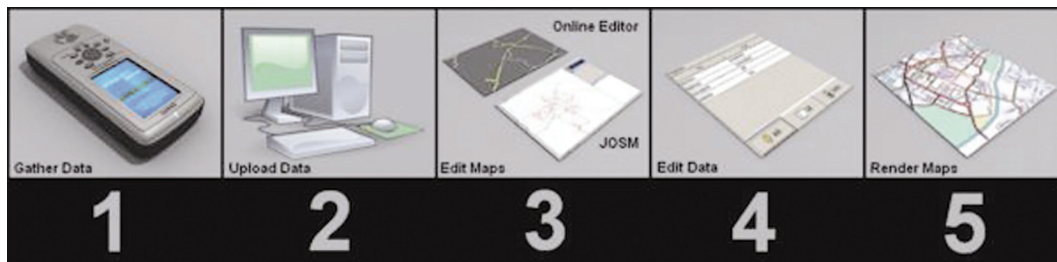 Gather Data
Upload Data
Online Editor
JOSM
Edit Maps
Edit Data
Render Maps
1
2
3
4
5